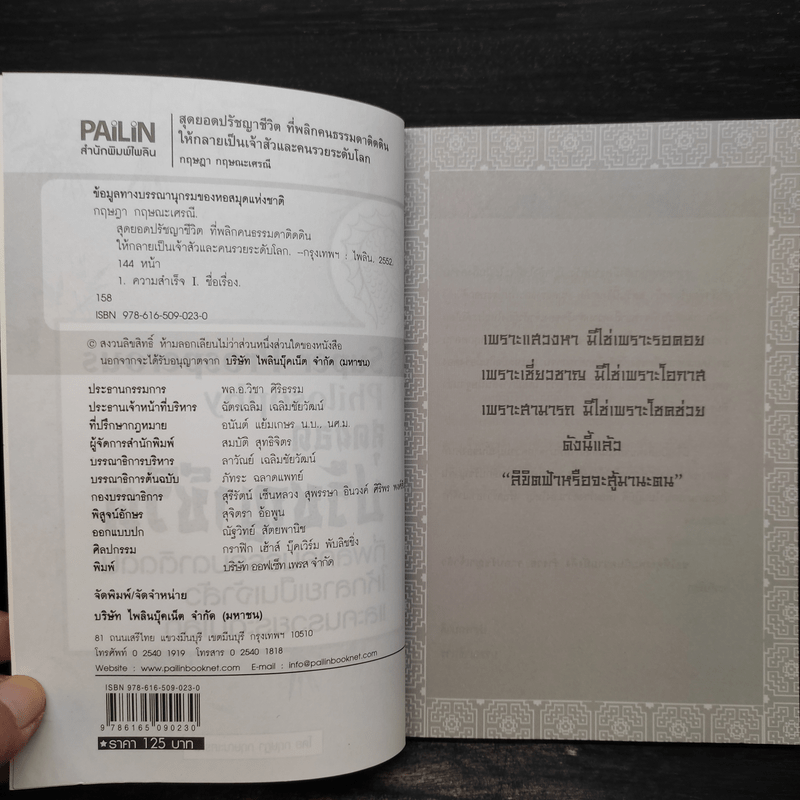 PAiLiN
สำนักพิมพ์ไพลิน
สุดยอดปรัชญาชีวิต ที่พลิกคนธรรมดาติดดิน
ให้กลายเป็นเจ้าสัวและคนรวยระดับโลก
กฤษฎา กฤษณะเศรณี
ข้อมูลทางบรรณานุกรมของหอสมุดแห่งชาติ
กฤษฎา กฤษณะเศรณี.
สุดยอดปรัชญาชีวิต ที่พลิกคนธรรมดาติดดิน
ให้กลายเป็นเจ้าสัวและคนรวยระดับโลก. --กรุงเทพฯ : ไพลิน, 2552.
144 หน้า
1. ความสำเร็จ I. ชื่อเรื่อง.
158
ISBN 978-616-509-023-0
© สงวนลิขสิทธิ์ ห้ามลอกเลียนไม่ว่าส่วนหนึ่งส่วนใดของหนังสือ
นอกจากจะได้รับอนุญาตจาก บริษัท ไพลินบุ๊คเน็ต จำกัด (มหาชน)
ประธานกรรมการ พล.อ.วิชา ศิริธรรม
ประธานเจ้าหน้าที่บริหาร ฉัตรเฉลิม เฉลิมชัยวัฒน์
ที่ปรึกษากฎหมาย อนันต์ แย้มเกษร น.บ., นศ.ม.
ผู้จัดการสำนักพิมพ์ สมบัติ สุทธิจิตร
บรรณาธิการบริหาร ลาวัณย์ เฉลิมชัยวัฒน์
บรรณาธิการต้นฉบับ ภัทระ ฉลาดแพทย์
กองบรรณาธิการ สุรีรัตน์ เซ็นหลวง สุพรรษา อินวงค์ ศิริพร
พิสูจน์อักษร สุจิตรา อ้อพูน
ออกแบบปก ณัฐวิทย์ สัตยพานิช
ศิลปกรรม กราฟิก เฮ้าส์ บุ๊คเวิร์ม พับลิชชิ่ง
พิมพ์ บริษัท ออฟเซ็ท เพรส จำกัด
จัดพิมพ์/จัดจำหน่าย
บริษัท ไพลินบุ๊คเน็ต จำกัด (มหาชน)
81 ถนนเสรีไทย แขวงมีนบุรี เขตมีนบุรี กรุงเทพฯ 10510
โทรศัพท์ 0 2540 1919 โทรสาร 0 2540 1818
Website : www.pailinbooknet.com E-mail : info@pailinbooknet.com
ISBN 978-616-509-023-0
9 786165 090230
★ราคา 125 บาท
เพราะแสวงหา มิใช่เพราะรอคอย
เพราะเชี่ยวชาญ มิใช่เพราะโอกาส
เพราะสามารถ มิใช่เพราะโชคช่วย
ดังนี้แล้ว
“ลิขิตฟ้าหรือจะสู้มานะตน”